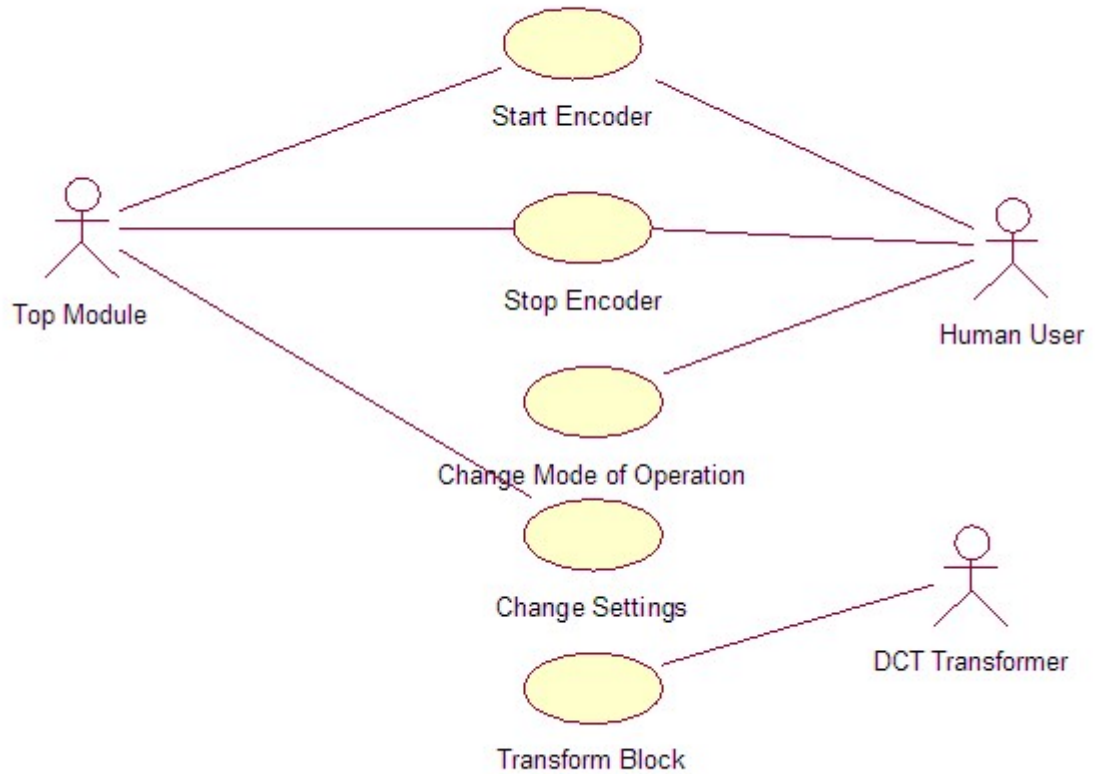 Start Encoder
Top Module
Stop Encoder
Human User
Change Mode of Operation
Change Settings
DCT Transformer
Transform Block